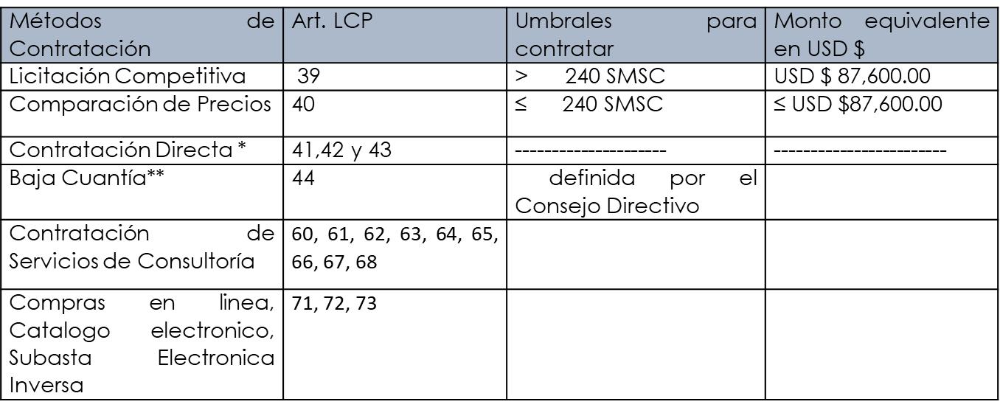 Métodos de Art. LCP Umbrales para Monto equivalente
Contratación contratar en USD $
Licitación Competitiva 39 > 240 SMSC USD $ 87,600.00
Comparación de Precios 40 ≤ 240 SMSC ≤ USD $87,600.00
Contratación Directa * 41,42 y 43 --------------------- ------------------------
Baja Cuantía** 44 definida por el
Consejo Directivo
Contratación de 60, 61, 62, 63, 64, 65,
Servicios de Consultoría 66, 67, 68
Compras en linea, 71, 72, 73
Catalogo electronico,
Subasta Electronica
Inversa